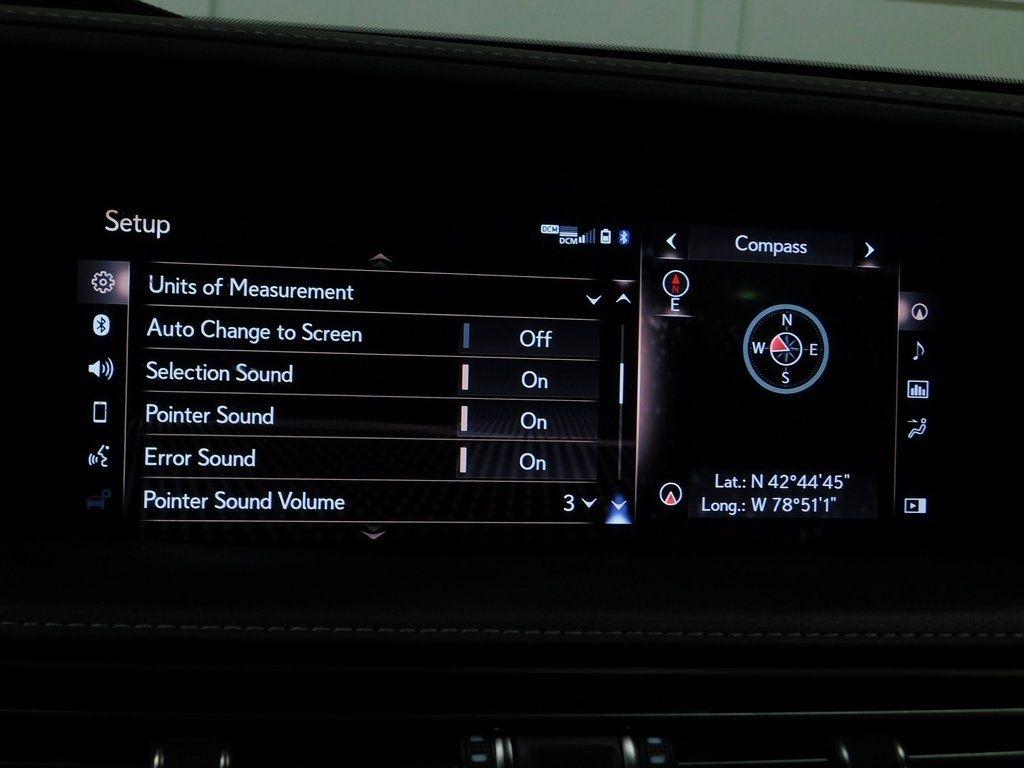 Setup
DCM
DCM
Units of Measurement
Auto Change to Screen Off
Selection Sound On
Pointer Sound On
Error Sound On
Pointer Sound Volume 3
Compass
N
E
N
W E
S
Lat.: N 42°44'45"
Long.: W 78°51'1"